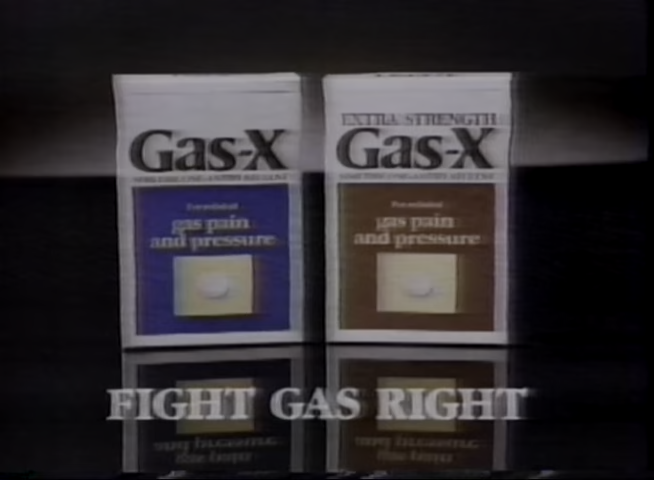 Gas-X
gas pain
and pressure
EXTRA STRENGTH
Gas-X
gas pain
and pressure
FIGHT GAS RIGHT